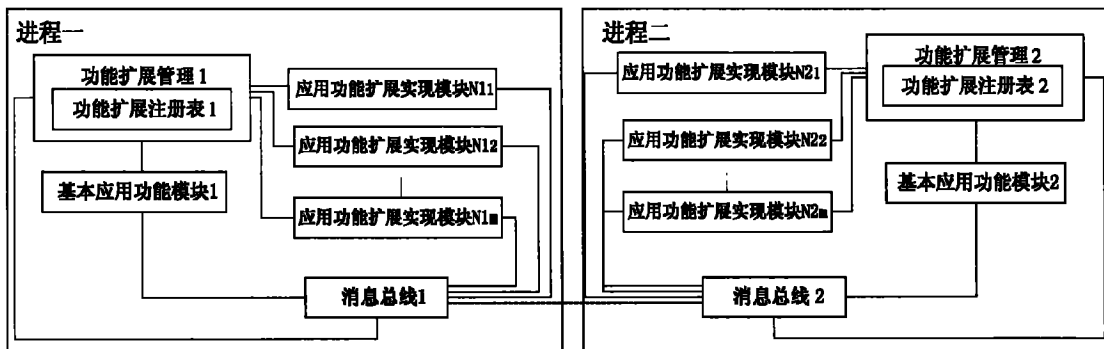 进程一
功能扩展管理 1
功能扩展注册表 1
应用功能扩展实现模块N11
应用功能扩展实现模块N12
基本应用功能模块1
应用功能扩展实现模块N1m
消息总线1
进程二
应用功能扩展实现模块N21
功能扩展管理 2
功能扩展注册表 2
应用功能扩展实现模块N22
基本应用功能模块2
应用功能扩展实现模块N2m
消息总线 2